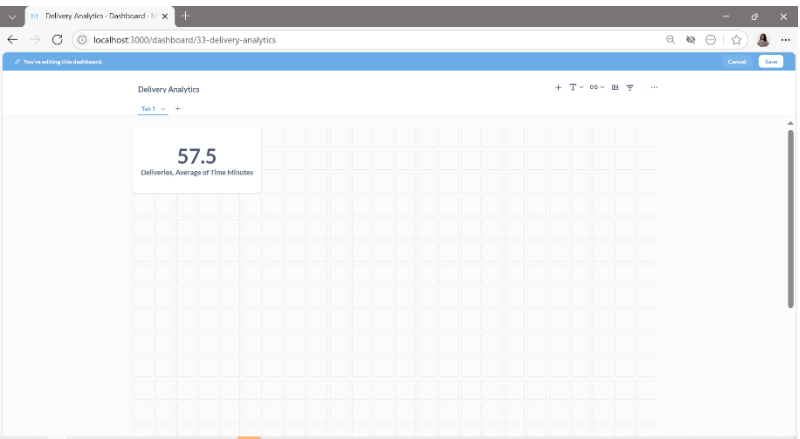 Delivery Analytics - Dashboard - M
localhost:3000/dashboard/33-delivery-analytics
You're editing this dashboard.
Cancel
Save
Delivery Analytics
Tab 1
57.5
Deliveries, Average of Time Minutes